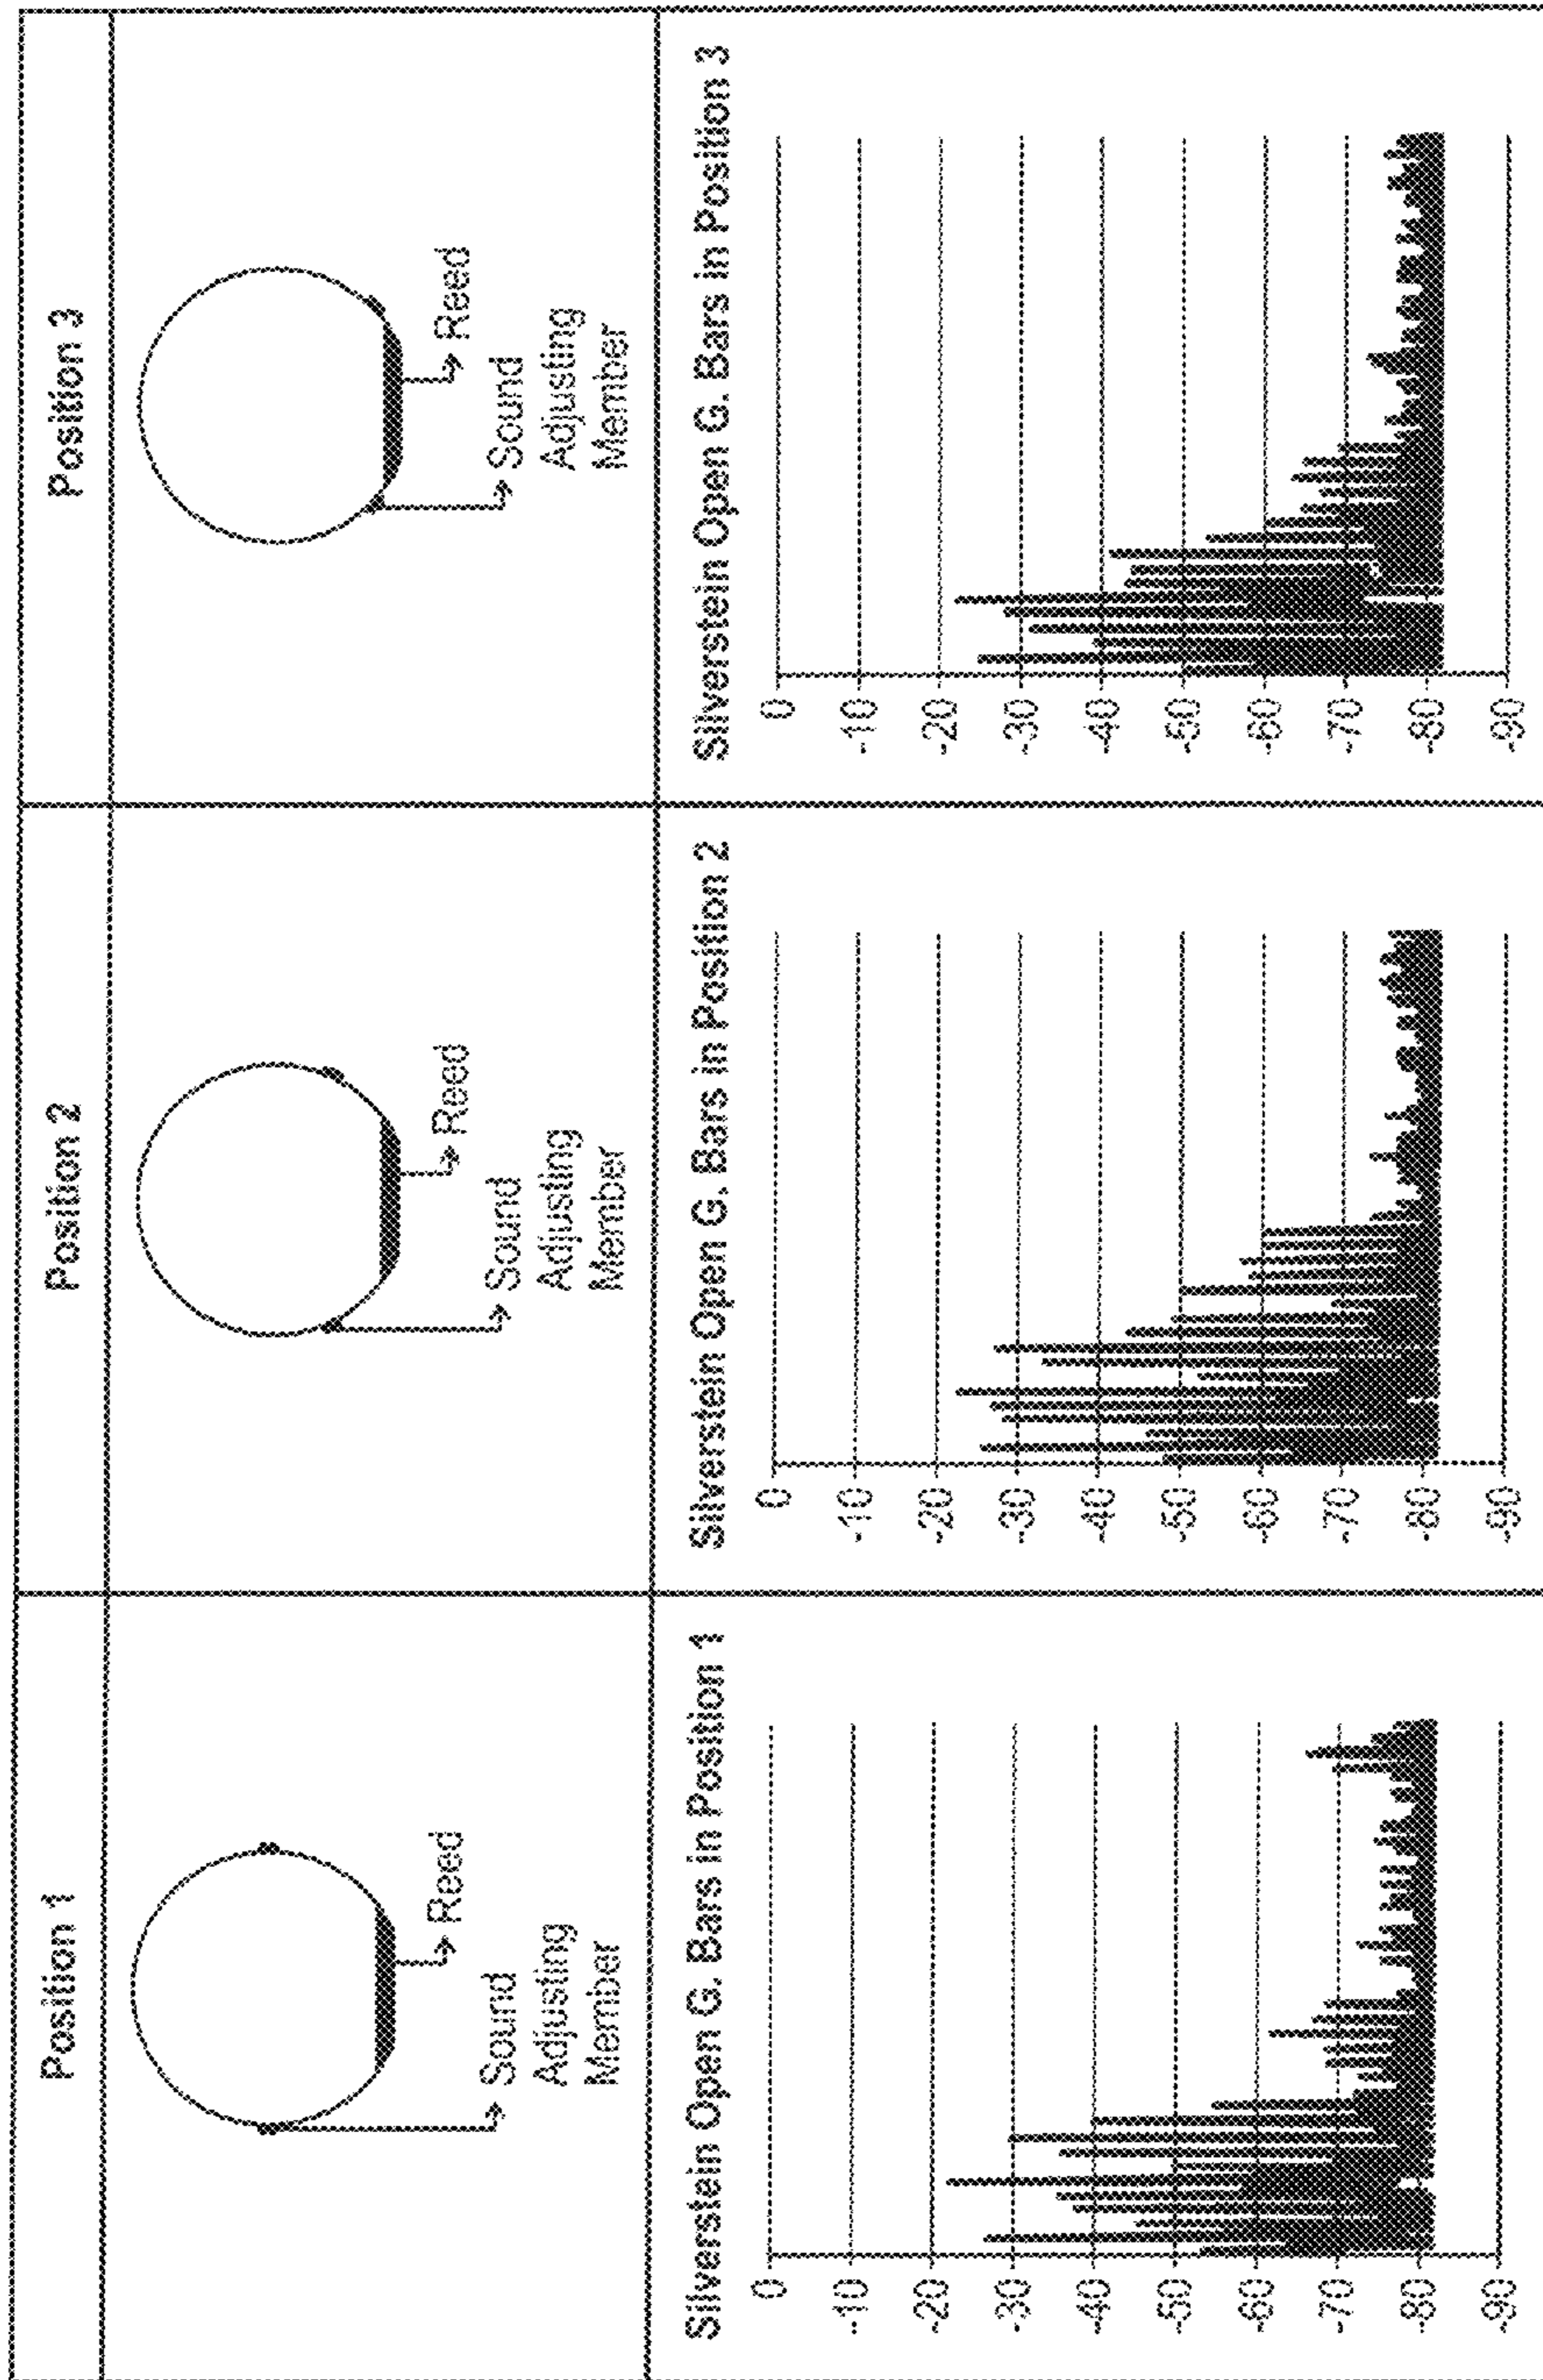 Position 1
Reed
Sound
Adjusting
Member
Silverstein Open G. Bars in Position 1
0
-10
-20
-30
-40
-50
-60
-70
-80
-90
Position 2
Reed
Sound
Adjusting
Member
Silverstein Open G. Bars in Position 2
0
-10
-20
-30
-40
-50
-60
-70
-80
-90
Position 3
Reed
Sound
Adjusting
Member
Silverstein Open G. Bars in Position 3
0
-10
-20
-30
-40
-50
-60
-70
-80
-90